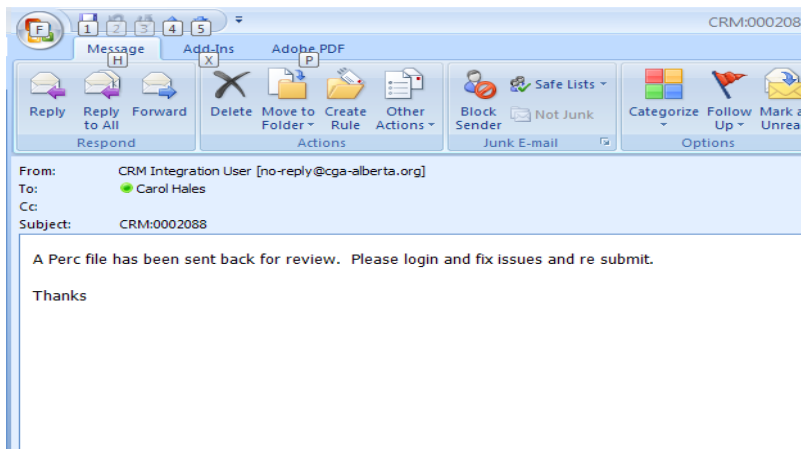 CRM:000208
F 1 2 3 4 5
Message Add-Ins Adobe PDF
H X P
Reply Reply to All Forward
Delete Move to Folder Create Rule Other Actions
Block Sender Safe Lists Not Junk
Categorize Follow Up Mark a Unrea
Respond Actions Junk E-mail Options
From: CRM Integration User [no-reply@cga-alberta.org]
To: Carol Hales
Cc:
Subject: CRM:0002088
A Perc file has been sent back for review.  Please login and fix issues and re submit.
Thanks